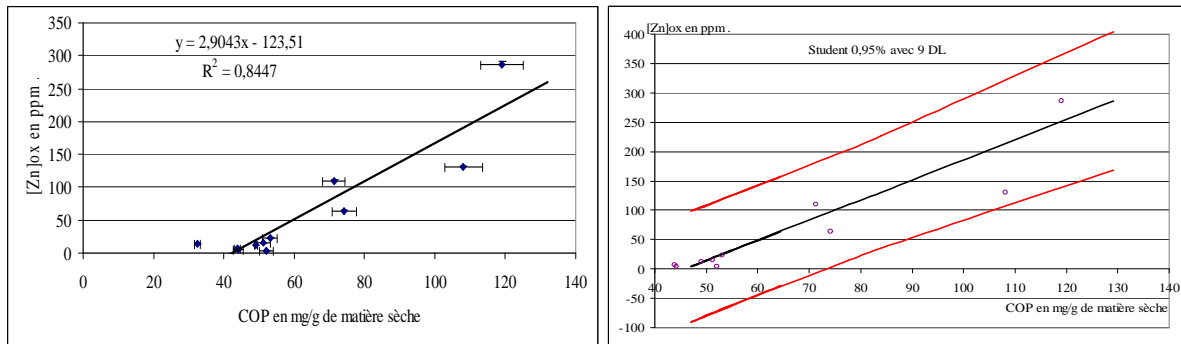 y = 2,9043x - 123,51
R² = 0,8447
[Zn]ox en ppm .
350
300
250
200
150
100
50
0
0 20 40 60 80 100 120 140
COP en mg/g de matière sèche
[Zn]ox en ppm .
Student 0,95% avec 9 DL
400
350
300
250
200
150
100
50
0
-50
-100
40 50 60 70 80 90 100 110 120 130 140
COP en mg/g de matière sèche